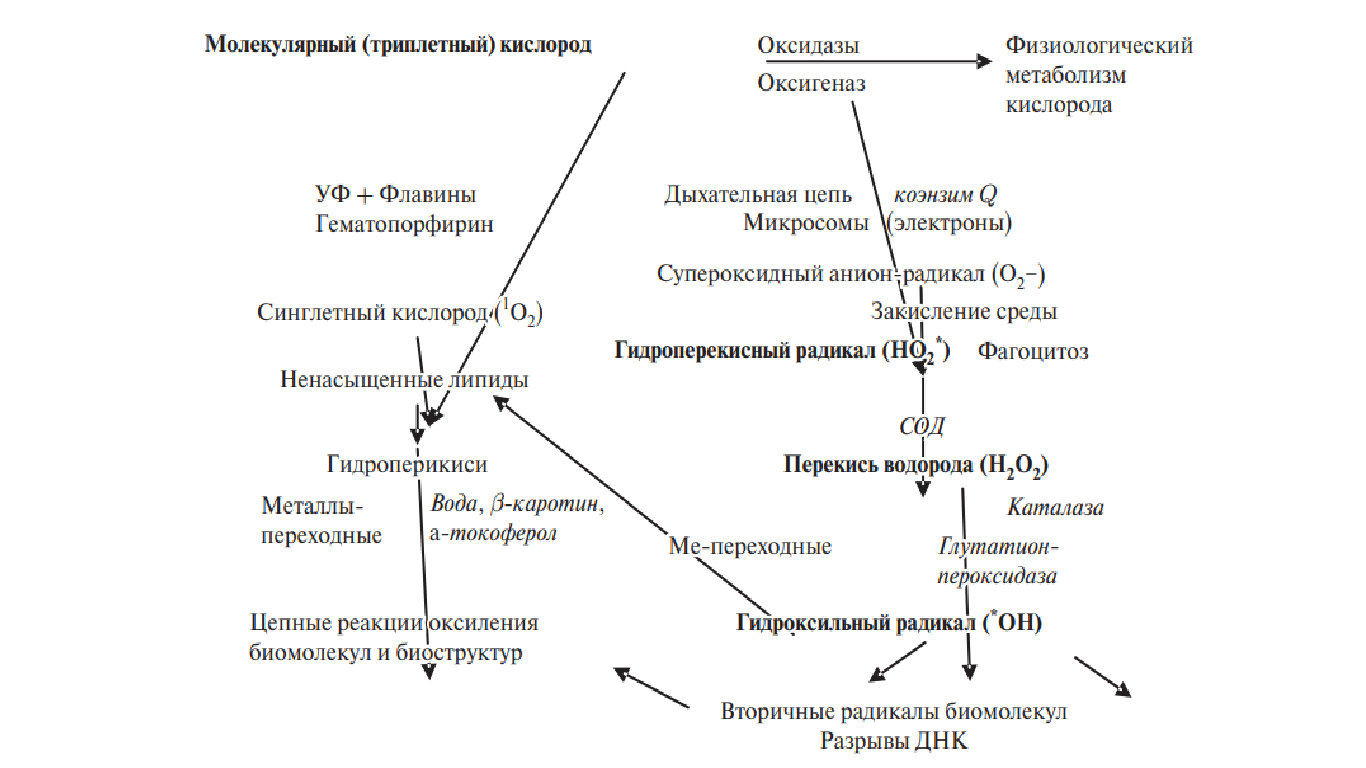 Молекулярный (триплетный) кислород
Оксидазы
Оксигеназ
Физиологический
метаболизм
кислорода
УФ + Флавины
Гематопорфирин
Дыхательная цепь коэнзим Q
Микросомы (электроны)
Супероксидный анион-радикал (O₂−)
Синглетный кислород (¹O₂)
Закисление среды
Гидроперекисный радикал (HO₂*) Фагоцитоз
Ненасыщенные липиды
СОД
Гидроперикиси
Перекись водорода (H₂O₂)
Металлы-
переходные
Вода, β-каротин,
а-токоферол
Каталаза
Ме-переходные
Глутатион-
пероксидаза
Цепные реакции оксиления
биомолекул и биоструктур
Гидроксильный радикал (*OH)
Вторичные радикалы биомолекул
Разрывы ДНК